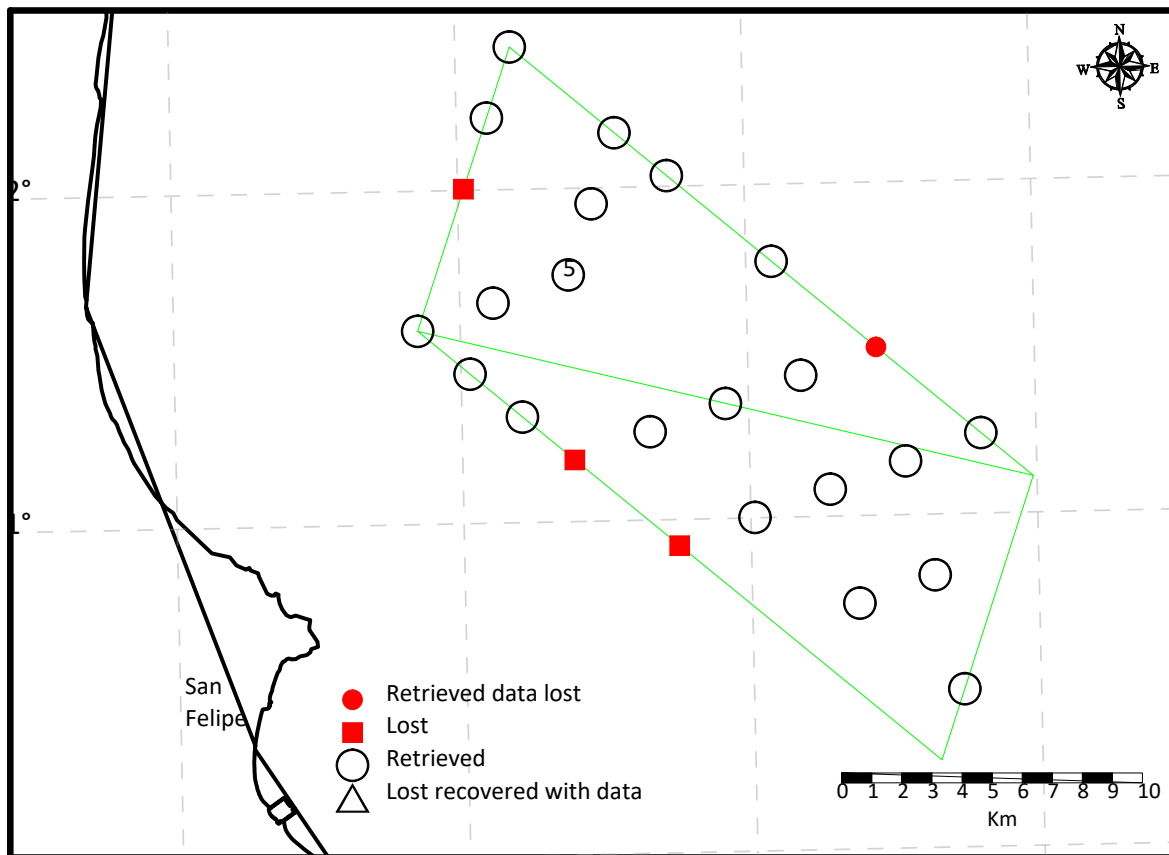 N
W E
S
2°
5
1°
San
Felipe
Retrieved data lost
Lost
Retrieved
Lost recovered with data
0 1 2 3 4 5 6 7 8 9 10
Km